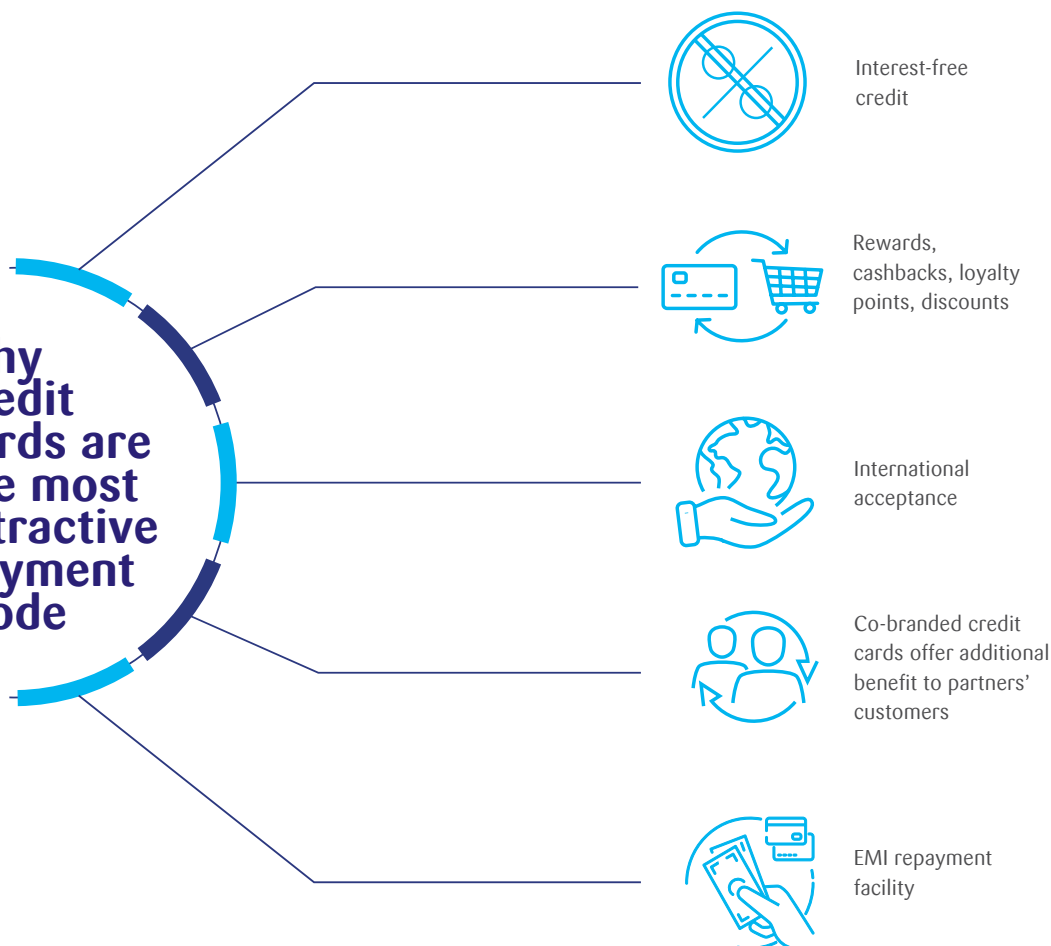 hy
edit
rds are
e most
tractive
yment
ode
Interest-free
credit
Rewards,
cashbacks, loyalty
points, discounts
International
acceptance
Co-branded credit
cards offer additional
benefit to partners’
customers
EMI repayment
facility